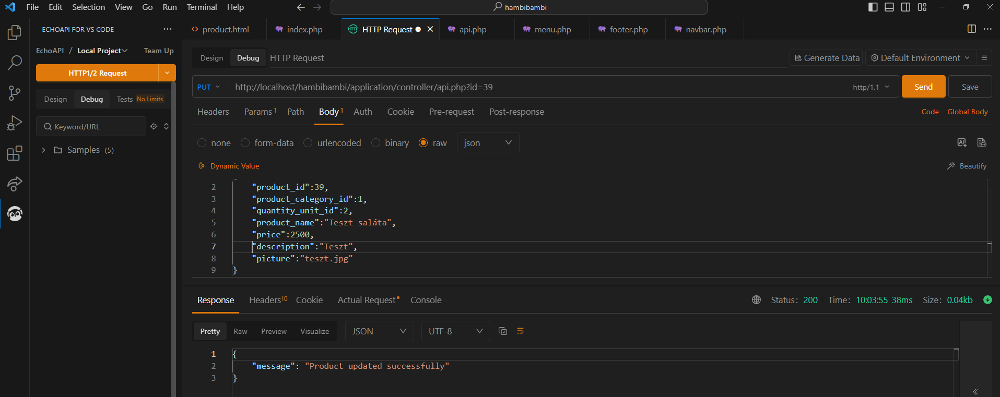 File Edit Selection View Go Run Terminal Help
hambibambi
ECHOAPI FOR VS CODE
product.html
index.php
HTTP Request
api.php
menu.php
footer.php
navbar.php
EchoAPI / Local Project
Team Up
HTTP1/2 Request
Design
Debug
Tests No Limits
Keyword/URL
Samples (5)
Design
Debug
HTTP Request
Generate Data
Default Environment
PUT
http://localhost/hambibambi/application/controller/api.php?id=39
http/1.1
Send
Save
Headers Params 1 Path Body 1 Auth Cookie Pre-request Post-response
Code Global Body
none form-data urlencoded binary raw json
Dynamic Value
Beautify
2 "product_id":39,
3 "product_category_id":1,
4 "quantity_unit_id":2,
5 "product_name":"Teszt saláta",
6 "price":2500,
7 "description":"Teszt",
8 "picture":"teszt.jpg"
9 }
Response Headers 10 Cookie Actual Request Console
Status: 200 Time: 10:03:55 38ms Size: 0.04kb
Pretty Raw Preview Visualize JSON UTF-8
1 {
2 "message": "Product updated successfully"
3 }